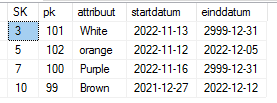 SK pk attribuut startdatum einddatum
3 101 White 2022-11-13 2999-12-31
5 102 orange 2022-11-12 2022-12-05
7 100 Purple 2022-11-16 2999-12-31
10 99 Brown 2021-12-27 2022-12-12